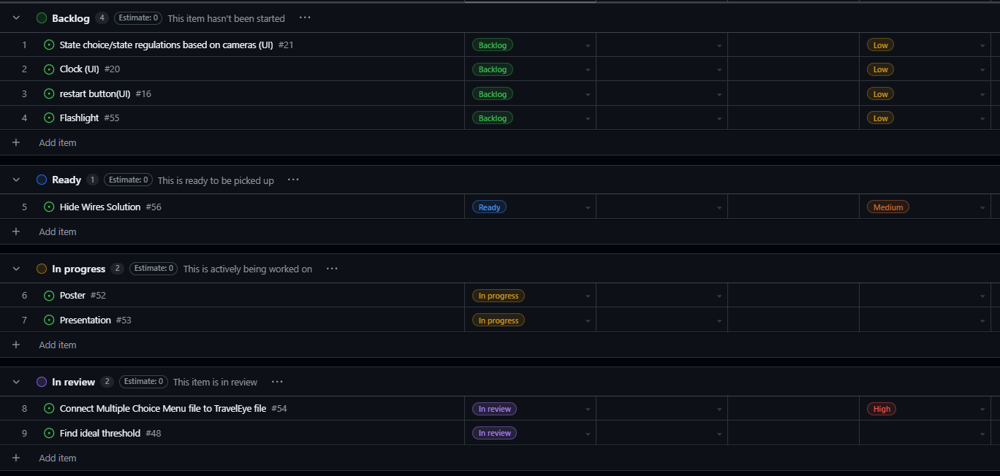 Backlog 4 Estimate: 0 This item hasn't been started ...
1 State choice/state regulations based on cameras (UI) #21 Backlog Low
2 Clock (UI) #20 Backlog Low
3 restart button(UI) #16 Backlog Low
4 Flashlight #55 Backlog Low
+ Add item
Ready 1 Estimate: 0 This is ready to be picked up ...
5 Hide Wires Solution #56 Ready Medium
+ Add item
In progress 2 Estimate: 0 This is actively being worked on ...
6 Poster #52 In progress
7 Presentation #53 In progress
+ Add item
In review 2 Estimate: 0 This item is in review ...
8 Connect Multiple Choice Menu file to TravelEye file #54 In review High
9 Find ideal threshold #48 In review
+ Add item